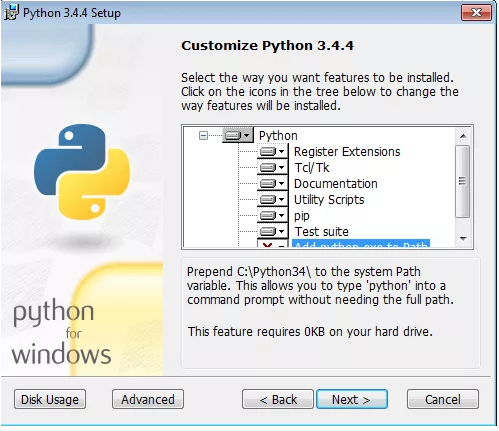 Python 3.4.4 Setup
Customize Python 3.4.4
Select the way you want features to be installed.
Click on the icons in the tree below to change the
way features will be installed.
Python
Register Extensions
Tcl/Tk
Documentation
Utility Scripts
pip
Test suite
Add python.exe to Path
Prepend C:\Python34\ to the system Path
variable. This allows you to type 'python' into a
command prompt without needing the full path.
This feature requires 0KB on your hard drive.
python
for
windows
Disk Usage
Advanced
< Back
Next >
Cancel